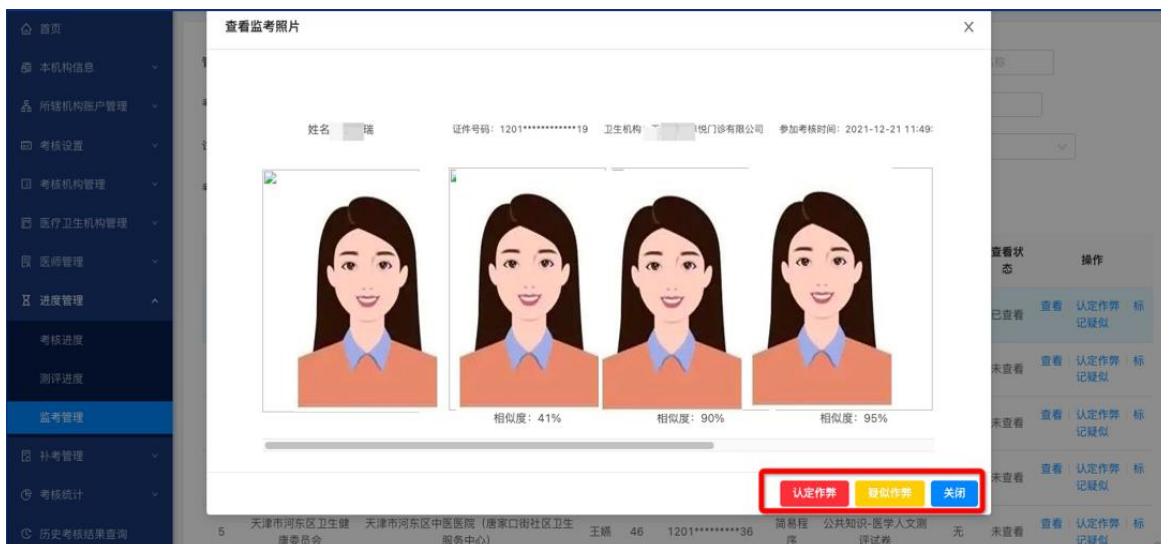 首页
本机构信息
所辖机构账户管理
考核设置
考核机构管理
医疗卫生机构管理
医师管理
进度管理
考核进度
测评进度
监考管理
补考管理
考核统计
历史考核结果查询
查看监考照片
姓名 瑞 证件号码：1201************19 卫生机构 悦门诊有限公司 参加考核时间：2021-12-21 11:49:
相似度：41% 相似度：90% 相似度：95%
认定作弊 疑似作弊 关闭
查看状态 操作
已查看 查看 认定作弊 标记疑似
未查看 查看 认定作弊 标记疑似
未查看 查看 认定作弊 标记疑似
未查看 查看 认定作弊 标记疑似
5 天津市河东区卫生健康委员会 天津市河东区中医医院（唐家口街社区卫生服务中心） 王嬿 46 1201*********36 简易程序 公共知识-医学人文测评试卷 无 未查看 查看 认定作弊 标记疑似